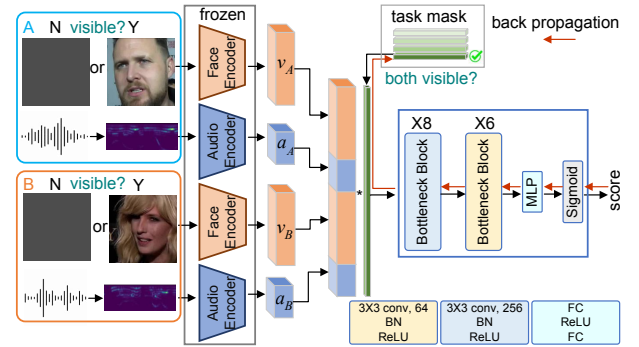 A N visible? Y
or
frozen
Face
Encoder
v_A
Audio
Encoder
a_A
B N visible? Y
or
Face
Encoder
v_B
Audio
Encoder
a_B
*
task mask
both visible?
back propagation
X8
X6
Bottleneck Block
Bottleneck Block
MLP
Sigmoid
score
3X3 conv, 64
BN
ReLU
3X3 conv, 256
BN
ReLU
FC
ReLU
FC